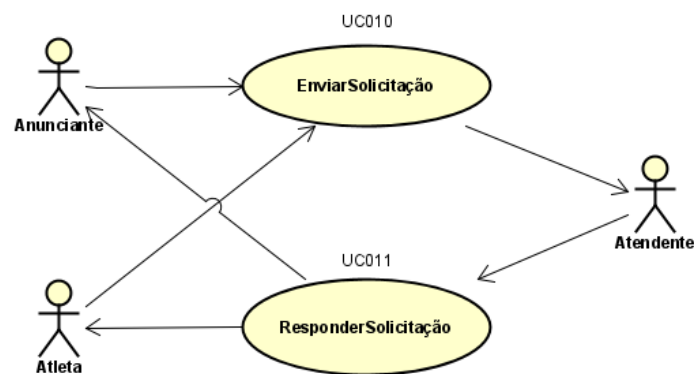 UC010
EnviarSolicitação
Anunciante
Atendente
UC011
ResponderSolicitação
Atleta